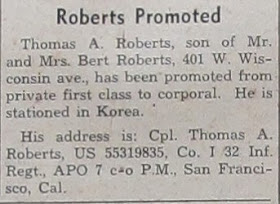 Roberts Promoted
Thomas A. Roberts, son of Mr.
and Mrs. Bert Roberts, 401 W. Wis-
consin ave., has been promoted from
private first class to corporal. He is
stationed in Korea.
His address is: Cpl. Thomas A.
Roberts, US 55319835, Co. I 32 Inf.
Regt., APO 7 c-o P.M., San Franci-
sco, Cal.